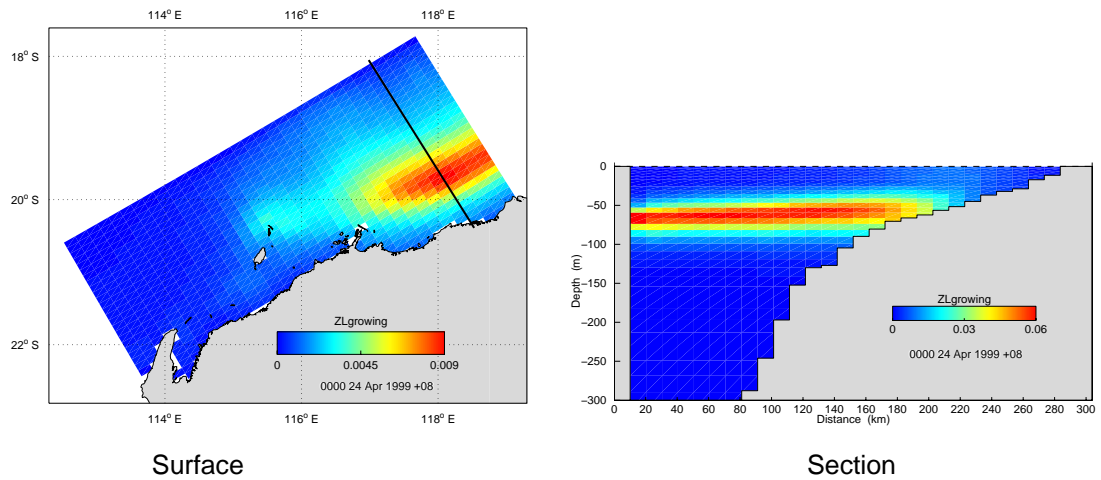 114° E 116° E 118° E
18° S
20° S
22° S
ZLgrowing
0 0.0045 0.009
0000 24 Apr 1999 +08
114° E 116° E 118° E
Surface
0
−50
−100
−150
−200
−250
−300
Depth (m)
ZLgrowing
0 0.03 0.06
0000 24 Apr 1999 +08
0 20 40 60 80 100 120 140 160 180 200 220 240 260 280 300
Distance (km)
Section